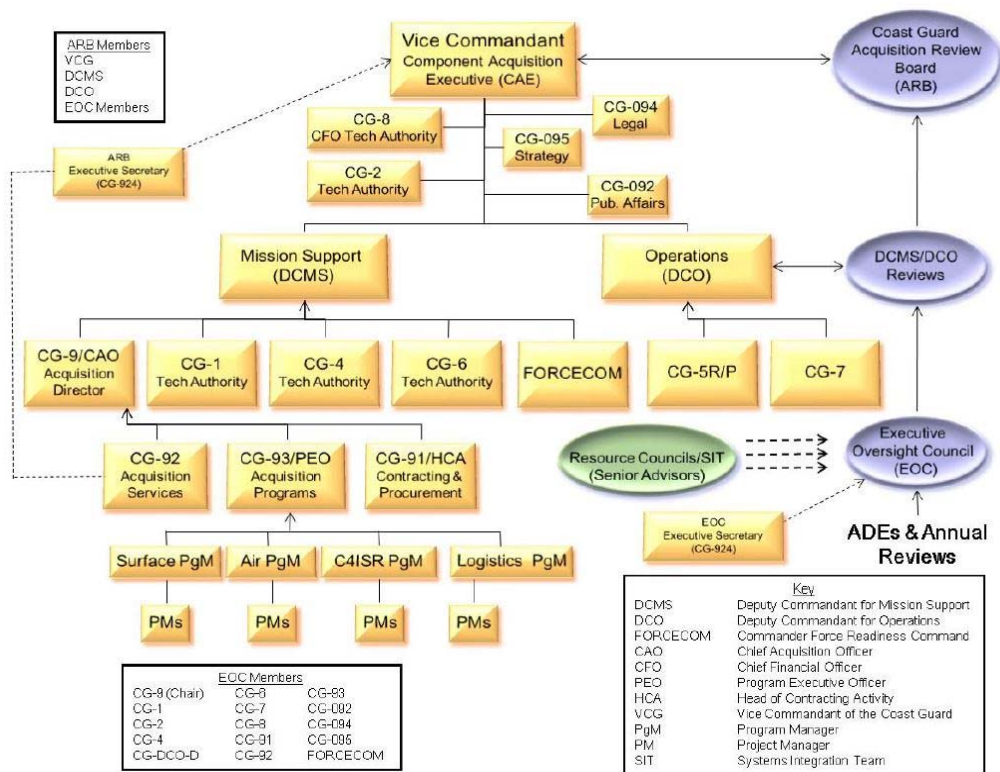 ARB Members
VCG
DCMS
DCO
EOC Members
Vice Commandant
Component Acquisition
Executive (CAE)
Coast Guard
Acquisition Review
Board
(ARB)
CG-8
CFO Tech Authority
CG-094
Legal
CG-095
Strategy
ARB
Executive Secretary
(CG-924)
CG-2
Tech Authority
CG-092
Pub. Affairs
Mission Support
(DCMS)
Operations
(DCO)
DCMS/DCO
Reviews
CG-9/CAO
Acquisition
Director
CG-1
Tech Authority
CG-4
Tech Authority
CG-6
Tech Authority
FORCECOM
CG-5R/P
CG-7
CG-92
Acquisition
Services
CG-93/PEO
Acquisition
Programs
CG-91/HCA
Contracting &
Procurement
Resource Councils/SIT
(Senior Advisors)
Executive
Oversight Council
(EOC)
EOC
Executive Secretary
(CG-924)
ADEs & Annual
Reviews
Surface PgM
Air PgM
C4ISR PgM
Logistics PgM
PMs
PMs
PMs
PMs
EOC Members
CG-9 (Chair) CG-6 CG-93
CG-1 CG-7 CG-092
CG-2 CG-8 CG-094
CG-4 CG-91 CG-095
CG-DCO-D CG-92 FORCECOM
Key
DCMS Deputy Commandant for Mission Support
DCO Deputy Commandant for Operations
FORCECOM Commander Force Readiness Command
CAO Chief Acquisition Officer
CFO Chief Financial Officer
PEO Program Executive Officer
HCA Head of Contracting Activity
VCG Vice Commandant of the Coast Guard
PgM Program Manager
PM Project Manager
SIT Systems Integration Team